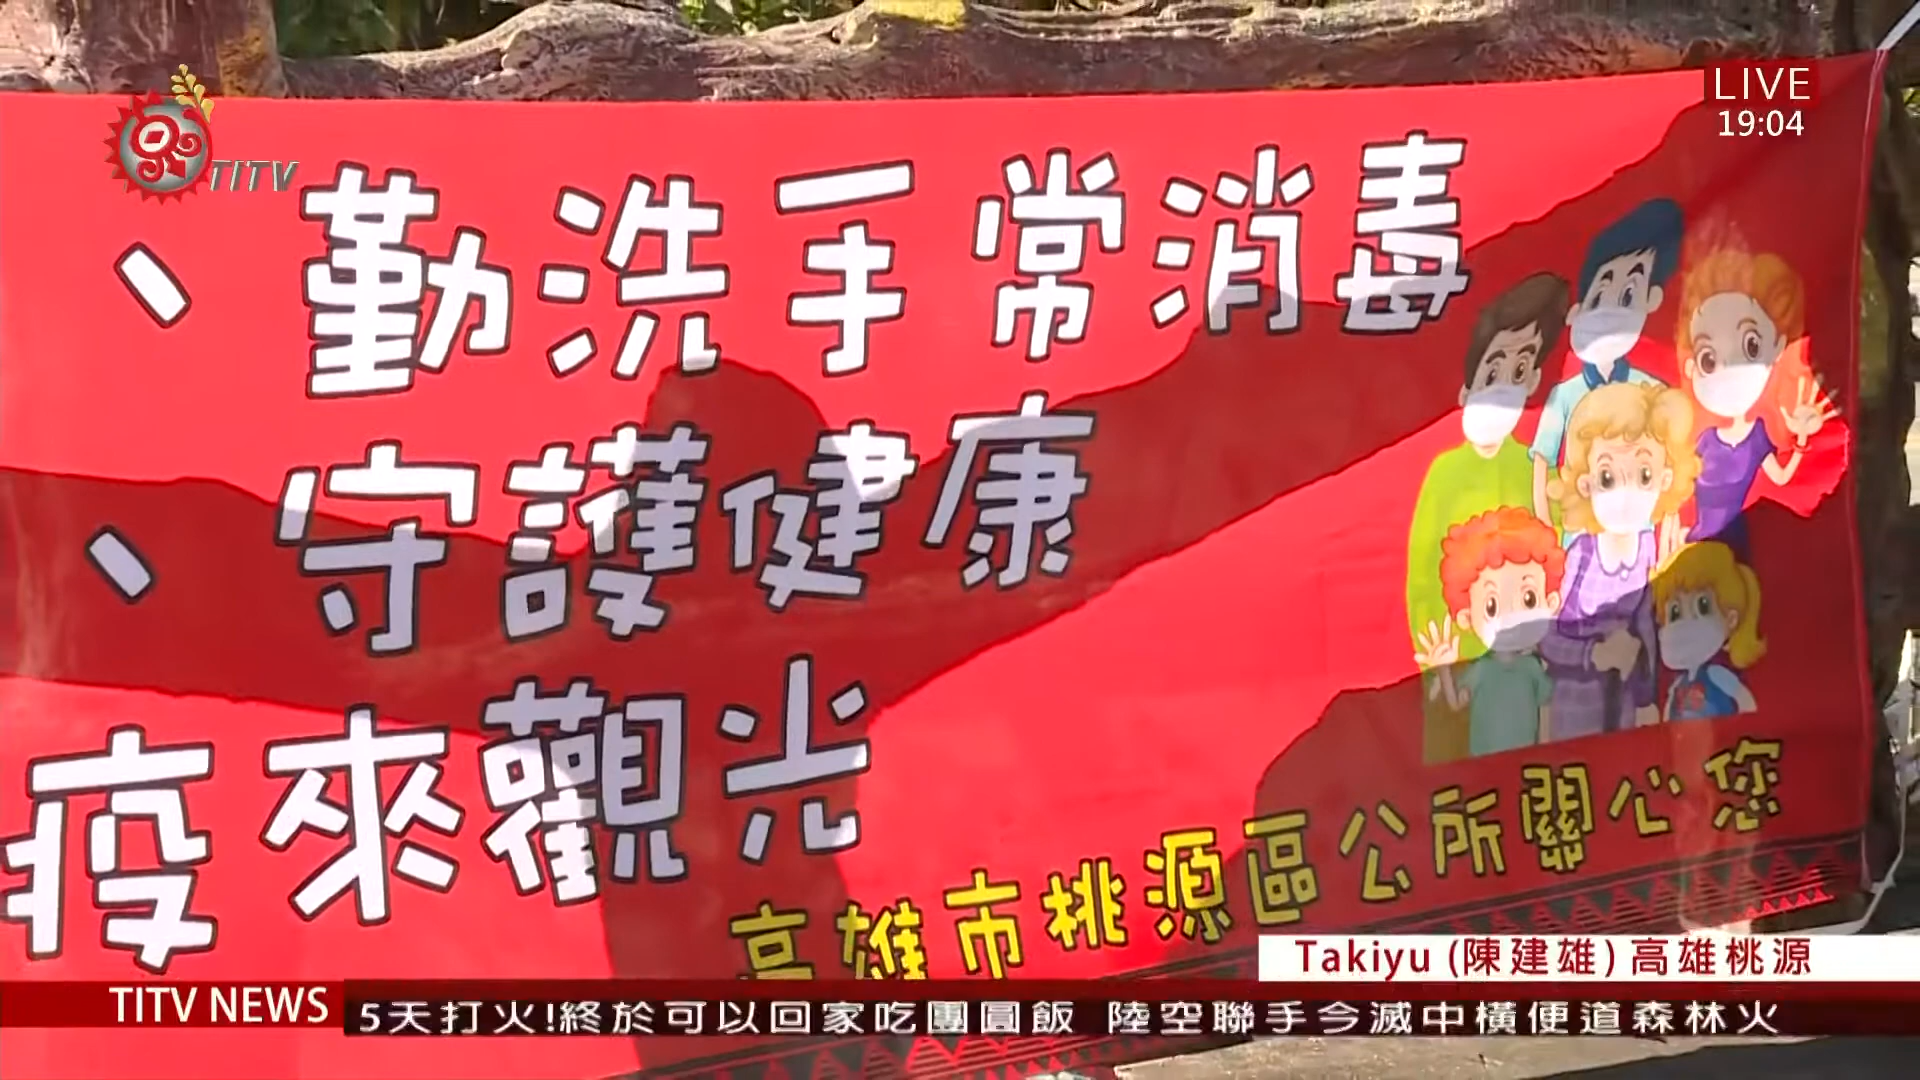 LIVE
19:04
TITV
、勤洗手常消毒
、守護健康
疫來觀光
高雄市桃源區公所關心您
Takiyu (陳建雄) 高雄桃源
TITV NEWS
5天打火!終於可以回家吃團圓飯 陸空聯手今滅中橫便道森林火